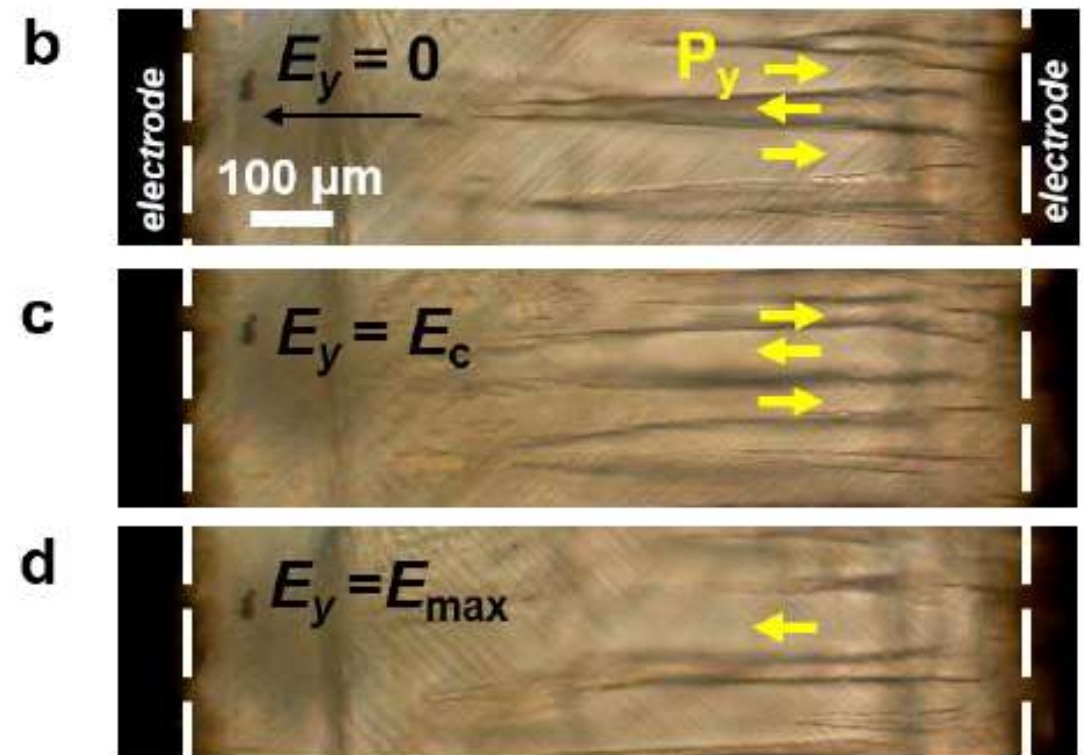 b
electrode
E_y = 0
P_y
100 µm
electrode
c
E_y = E_c
d
E_y =E_max